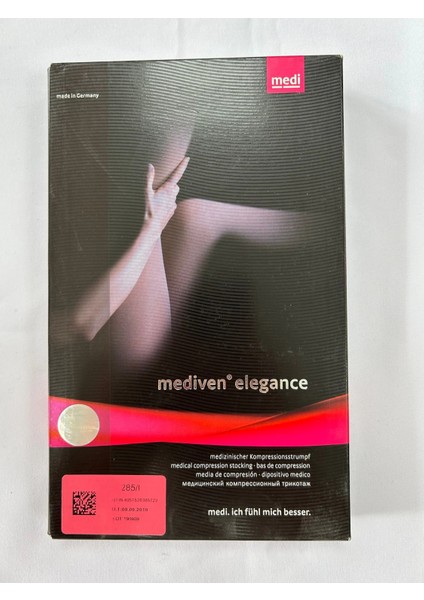 medi
made in Germany
mediven® elegance
medizinischer Kompressionsstrumpf
medical compression stocking · bas de compression
media de compresión · dipositivo medico
медицинский компрессионный трикотаж
medi. ich fühl mich besser.